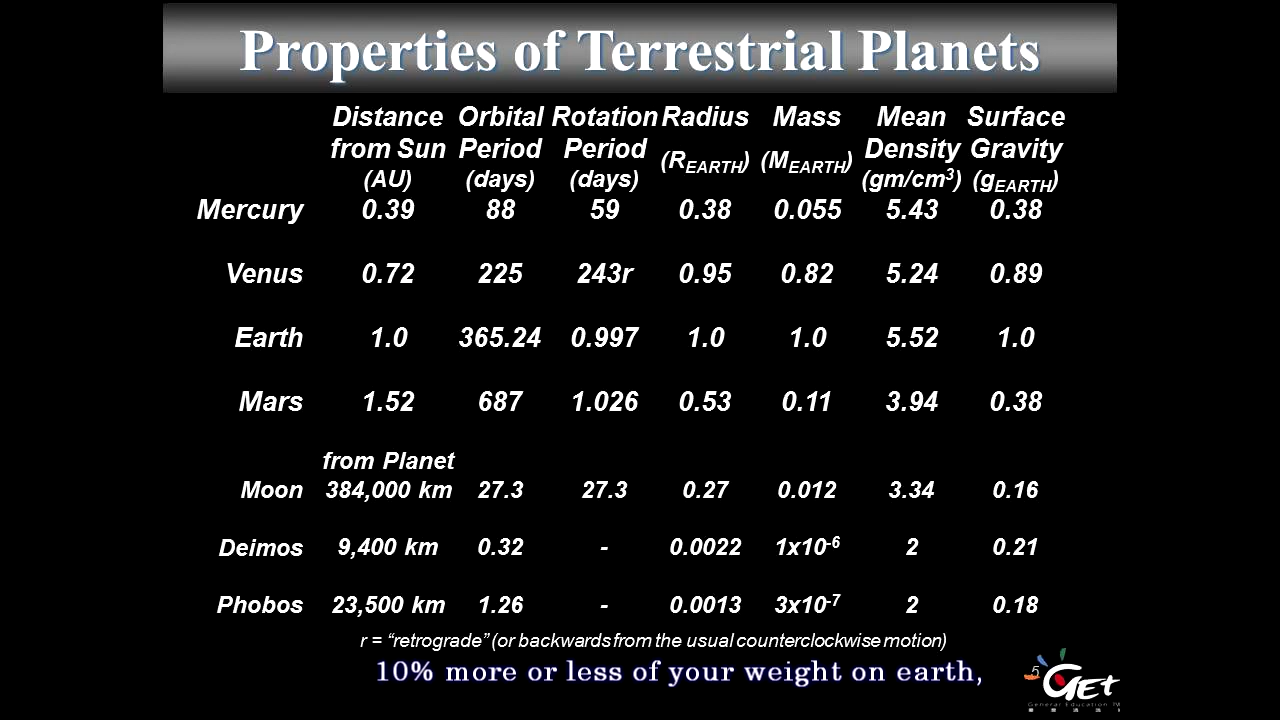 Properties of Terrestrial Planets
Distance from Sun (AU) Orbital Period (days) Rotation Period (days) Radius (R_EARTH) Mass (M_EARTH) Mean Density (gm/cm³) Surface Gravity (g_EARTH)
Mercury 0.39 88 59 0.38 0.055 5.43 0.38
Venus 0.72 225 243r 0.95 0.82 5.24 0.89
Earth 1.0 365.24 0.997 1.0 1.0 5.52 1.0
Mars 1.52 687 1.026 0.53 0.11 3.94 0.38
from Planet
Moon 384,000 km 27.3 27.3 0.27 0.012 3.34 0.16
Deimos 9,400 km 0.32 - 0.0022 1x10⁻⁶ 2 0.21
Phobos 23,500 km 1.26 - 0.0013 3x10⁻⁷ 2 0.18
r = “retrograde” (or backwards from the usual counterclockwise motion)
10% more or less of your weight on earth,
5
GET
General Education TM